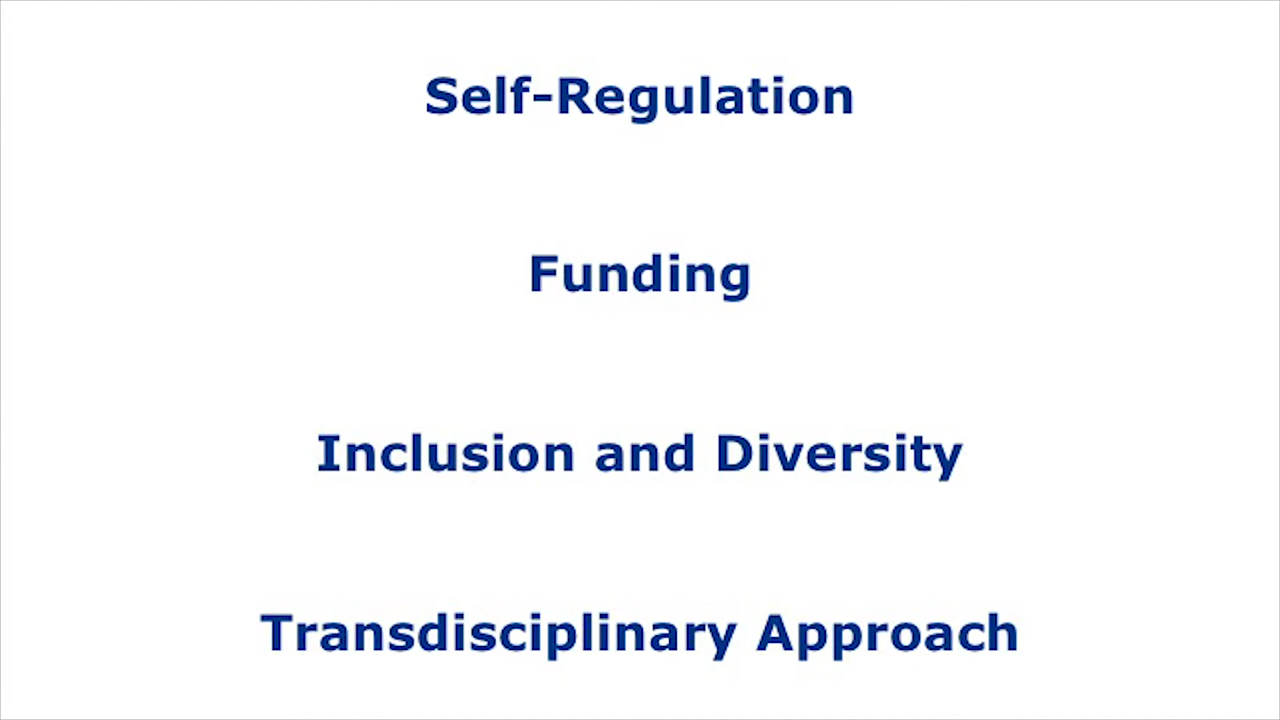 Self-Regulation
Funding
Inclusion and Diversity
Transdisciplinary Approach